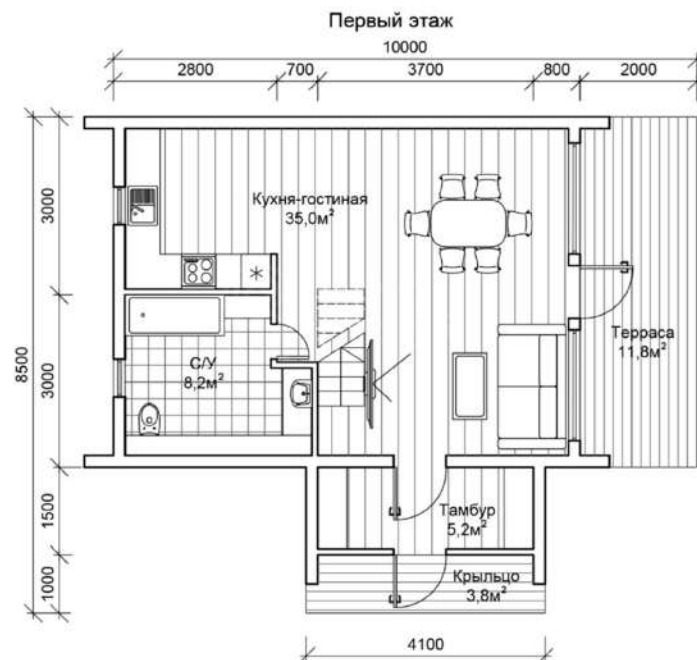 Первый этаж
10000
2800
700
3700
800
2000
3000
Кухня-гостиная
35,0м²
8500
3000
С/У
8,2м²
Терраса
11,8м²
1500
Тамбур
5,2м²
1000
Крыльцо
3,8м²
4100